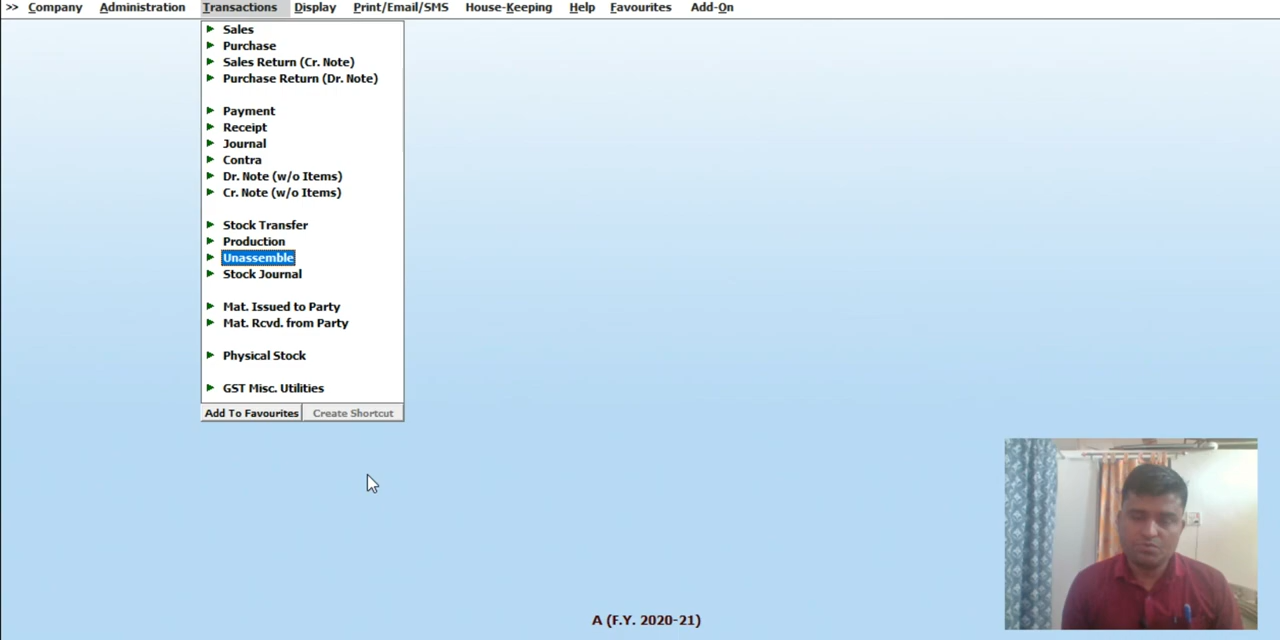 >> Company Administration Transactions Display Print/Email/SMS House-Keeping Help Favourites Add-On
Sales
Purchase
Sales Return (Cr. Note)
Purchase Return (Dr. Note)
Payment
Receipt
Journal
Contra
Dr. Note (w/o Items)
Cr. Note (w/o Items)
Stock Transfer
Production
Unassemble
Stock Journal
Mat. Issued to Party
Mat. Rcvd. from Party
Physical Stock
GST Misc. Utilities
Add To Favourites Create Shortcut
A (F.Y. 2020-21)